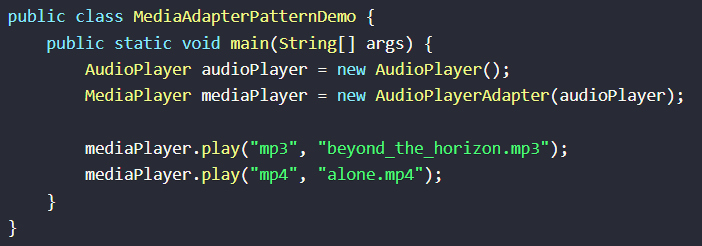 public class MediaAdapterPatternDemo {
    public static void main(String[] args) {
        AudioPlayer audioPlayer = new AudioPlayer();
        MediaPlayer mediaPlayer = new AudioPlayerAdapter(audioPlayer);

        mediaPlayer.play("mp3", "beyond_the_horizon.mp3");
        mediaPlayer.play("mp4", "alone.mp4");
    }
}